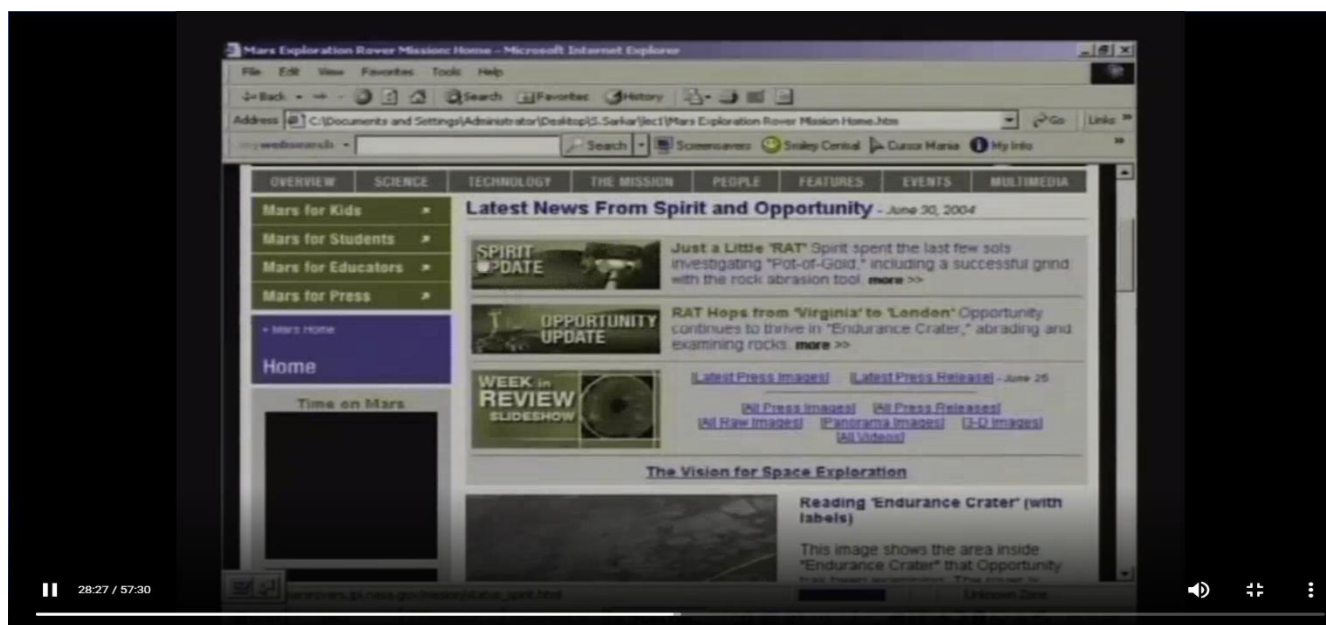 Mars Exploration Rover Mission: Home - Microsoft Internet Explorer
File Edit View Favorites Tools Help
Back Search Favorites History
Address C:\Documents and Settings\Administrator\Desktop\S.Sarkar\lec1\Mars Exploration Rover Mission Home.htm Go Links »
websearch Search Screensavers Smiley Central Cursor Mania My Info »
OVERVIEW SCIENCE TECHNOLOGY THE MISSION PEOPLE FEATURES EVENTS MULTIMEDIA
Mars for Kids
Mars for Students
Mars for Educators
Mars for Press
• Mars Home
Home
Time on Mars
Latest News From Spirit and Opportunity - June 30, 2004
SPIRIT
UPDATE
Just a Little 'RAT' Spirit spent the last few sols
investigating "Pot-of-Gold," including a successful grind
with the rock abrasion tool. more >>
OPPORTUNITY
UPDATE
RAT Hops from 'Virginia' to 'London' Opportunity
continues to thrive in "Endurance Crater," abrading and
examining rocks. more >>
WEEK in
REVIEW
SLIDESHOW
[Latest Press Images] [Latest Press Release] - June 25
[All Press Images] [All Press Releases]
[All Raw Images] [Panorama Images] [3-D Images]
[All Videos]
The Vision for Space Exploration
Reading 'Endurance Crater' (with
labels)
This image shows the area inside
"Endurance Crater" that Opportunity
has been examining. The rover is
Unknown Zone
28:27 / 57:30